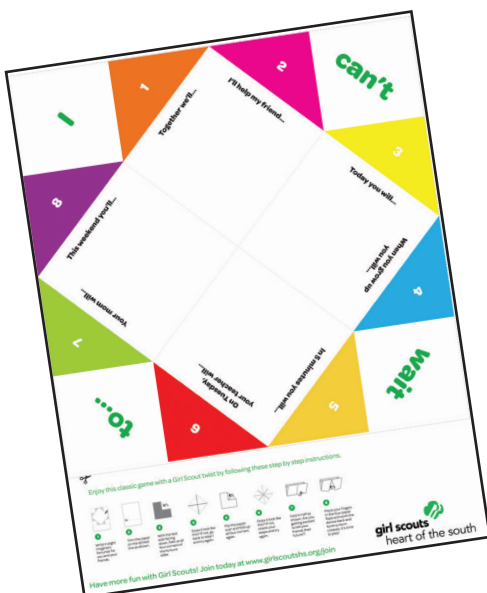 I
can't
wait
to...
1
2
3
4
5
6
7
8
Together we'll...
I'll help my friend...
Today you will...
When you grow up
you will...
In 5 minutes you will...
On Tuesday,
your teacher will...
Your mom will...
This weekend you'll...
Enjoy this classic game with a Girl Scout twist by following these step by step instructions.
girl scouts
heart of the south
Have more fun with Girl Scouts! Join today at www.girlscoutshs.org/join